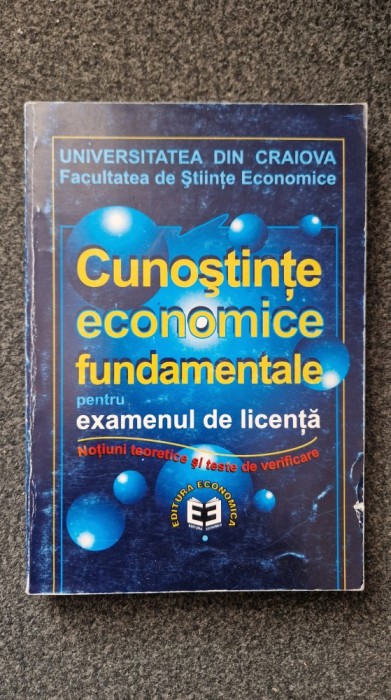 UNIVERSITATEA DIN CRAIOVA
Facultatea de Ştiinţe Economice
Cunoştinţe
economice
fundamentale
pentru
examenul de licenţă
Noţiuni teoretice şi teste de verificare
EDITURA ECONOMICĂ